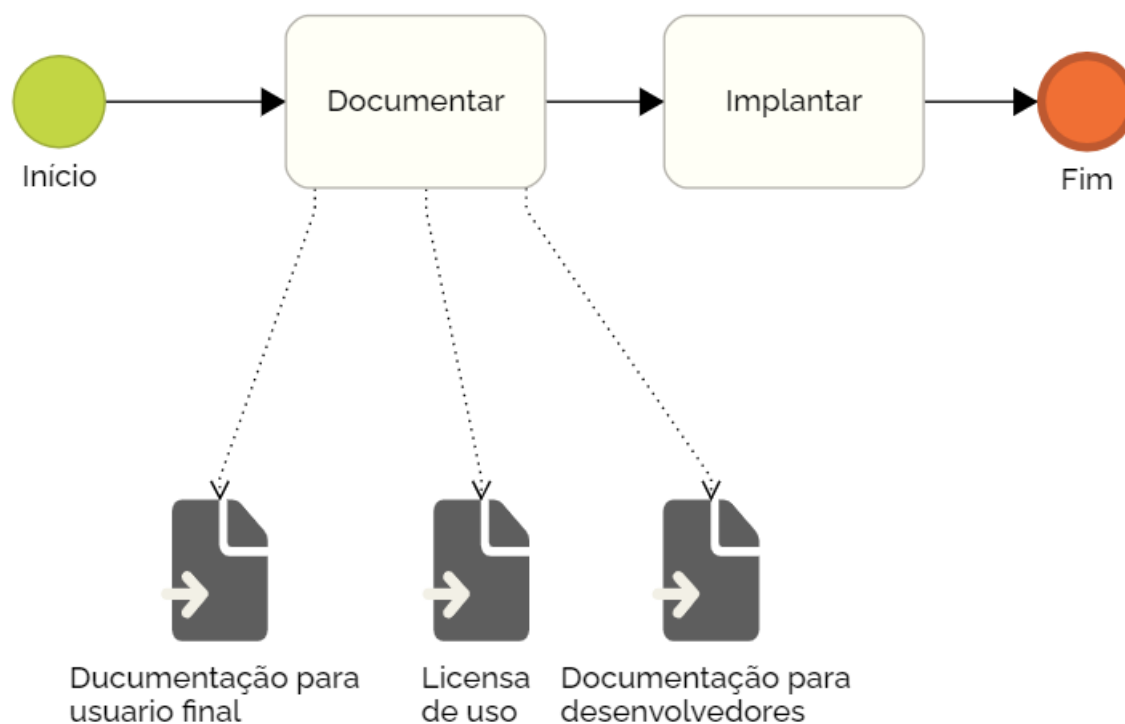 Documentar
Implantar
Início
Fim
Ducumentação para
usuario final
Licensa
de uso
Documentação para
desenvolvedores